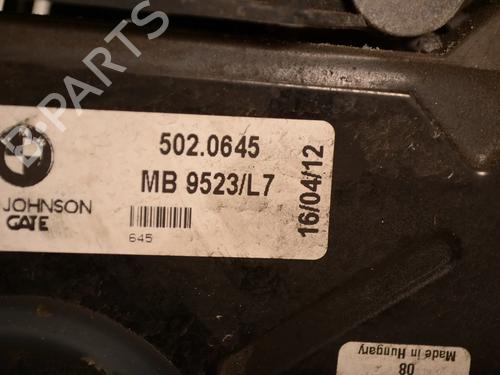 B-PARTS
502.0645
MB 9523/L7
16/04/12
JOHNSON
GATE
645
08
Made in Hungary